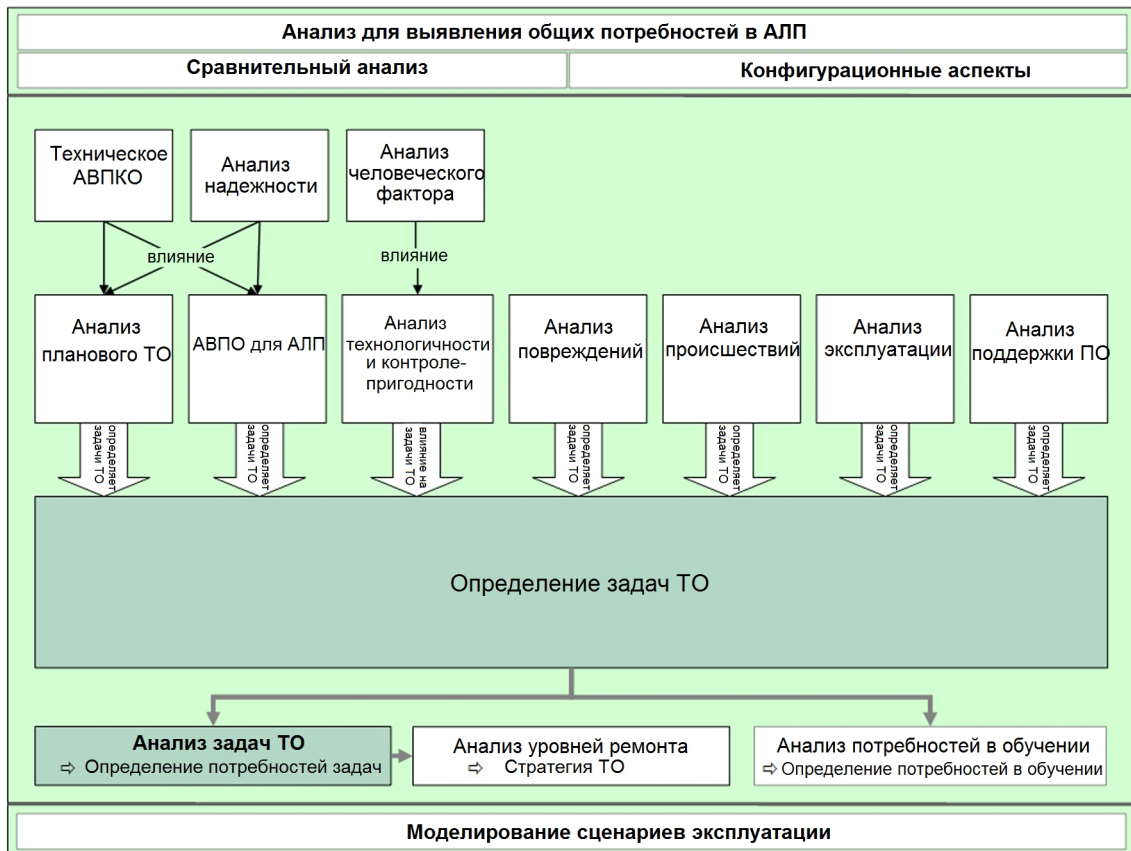 Анализ для выявления общих потребностей в АЛП
Сравнительный анализ
Конфигурационные аспекты
Техническое
АВПКО
Анализ
надежности
Анализ
человеческого
фактора
влияние
влияние
Анализ
планового ТО
АВПО для АЛП
Анализ
технологичности
и контроле-
пригодности
Анализ
повреждений
Анализ
происшествий
Анализ
эксплуатации
Анализ
поддержки ПО
определяет
задачи ТО
определяет
задачи ТО
влияние на
задачи ТО
определяет
задачи ТО
определяет
задачи ТО
определяет
задачи ТО
определяет
задачи ТО
Определение задач ТО
Анализ задач ТО
⇨ Определение потребностей задач
Анализ уровней ремонта
⇨ Стратегия ТО
Анализ потребностей в обучении
⇨ Определение потребностей в обучении
Моделирование сценариев эксплуатации